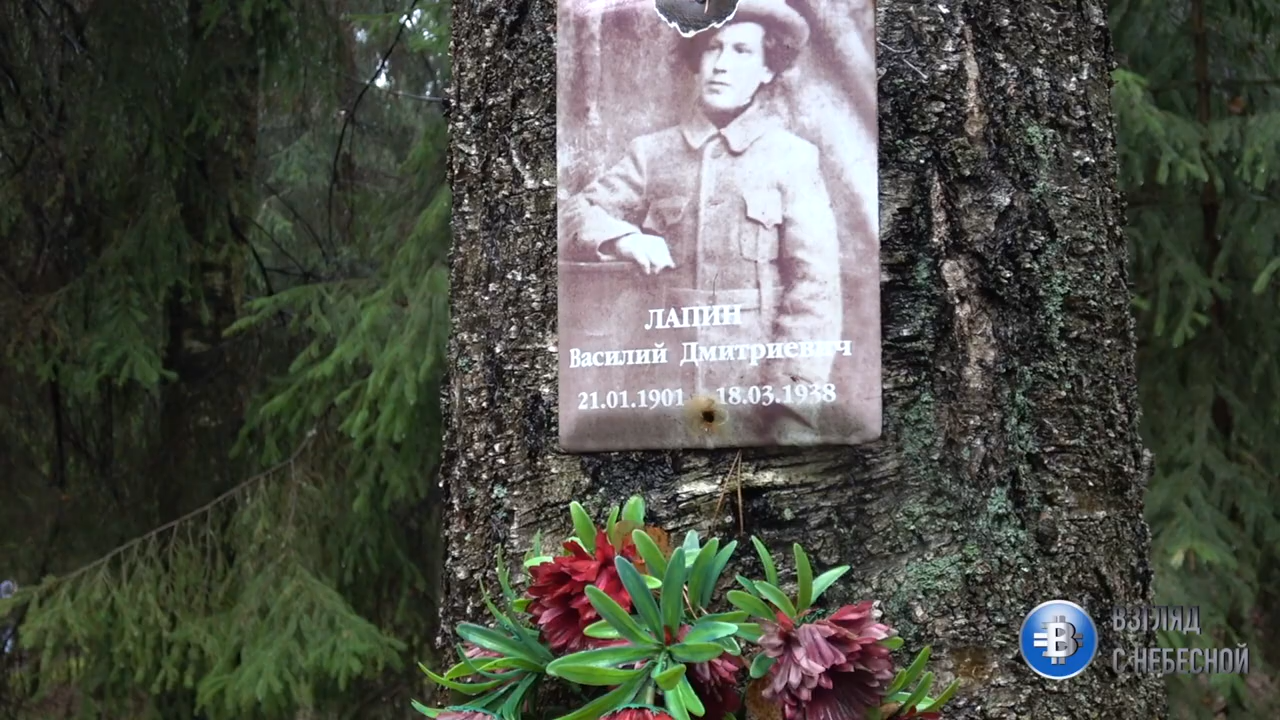 ЛАПИН
Василий Дмитриевич
21.01.1901 18.03.1938
ВЗГЛЯД
С НЕБЕСНОЙ